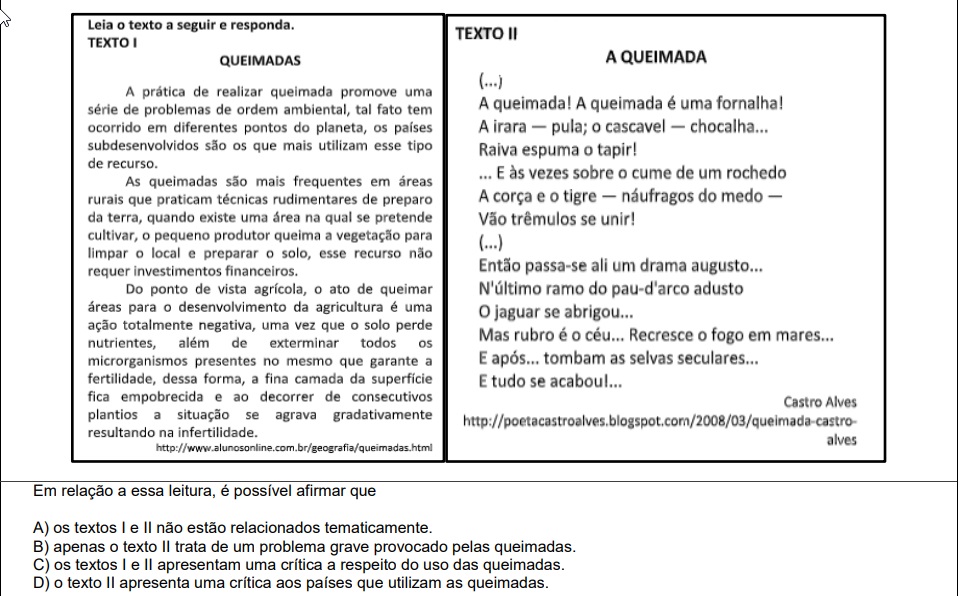 Leia o texto a seguir e responda.
TEXTO I
QUEIMADAS
A prática de realizar queimada promove uma
série de problemas de ordem ambiental, tal fato tem
ocorrido em diferentes pontos do planeta, os países
subdesenvolvidos são os que mais utilizam esse tipo
de recurso.
As queimadas são mais frequentes em áreas
rurais que praticam técnicas rudimentares de preparo
da terra, quando existe uma área na qual se pretende
cultivar, o pequeno produtor queima a vegetação para
limpar o local e preparar o solo, esse recurso não
requer investimentos financeiros.
Do ponto de vista agrícola, o ato de queimar
áreas para o desenvolvimento da agricultura é uma
ação totalmente negativa, uma vez que o solo perde
nutrientes, além de exterminar todos os
microrganismos presentes no mesmo que garante a
fertilidade, dessa forma, a fina camada da superfície
fica empobrecida e ao decorrer de consecutivos
plantios a situação se agrava gradativamente
resultando na infertilidade.
http://www.alunosonline.com.br/geografia/queimadas.html
TEXTO II
A QUEIMADA
(...)
A queimada! A queimada é uma fornalha!
A irara — pula; o cascavel — chocalha...
Raiva espuma o tapir!
... E às vezes sobre o cume de um rochedo
A corça e o tigre — náufragos do medo —
Vão trêmulos se unir!
(...)
Então passa-se ali um drama augusto...
N'último ramo do pau-d'arco adusto
O jaguar se abrigou...
Mas rubro é o céu... Recresce o fogo em mares...
E após... tombam as selvas seculares...
E tudo se acabou!...
Castro Alves
http://poetacastroalves.blogspot.com/2008/03/queimada-castro-
alves
Em relação a essa leitura, é possível afirmar que
A) os textos I e II não estão relacionados tematicamente.
B) apenas o texto II trata de um problema grave provocado pelas queimadas.
C) os textos I e II apresentam uma crítica a respeito do uso das queimadas.
D) o texto II apresenta uma crítica aos países que utilizam as queimadas.